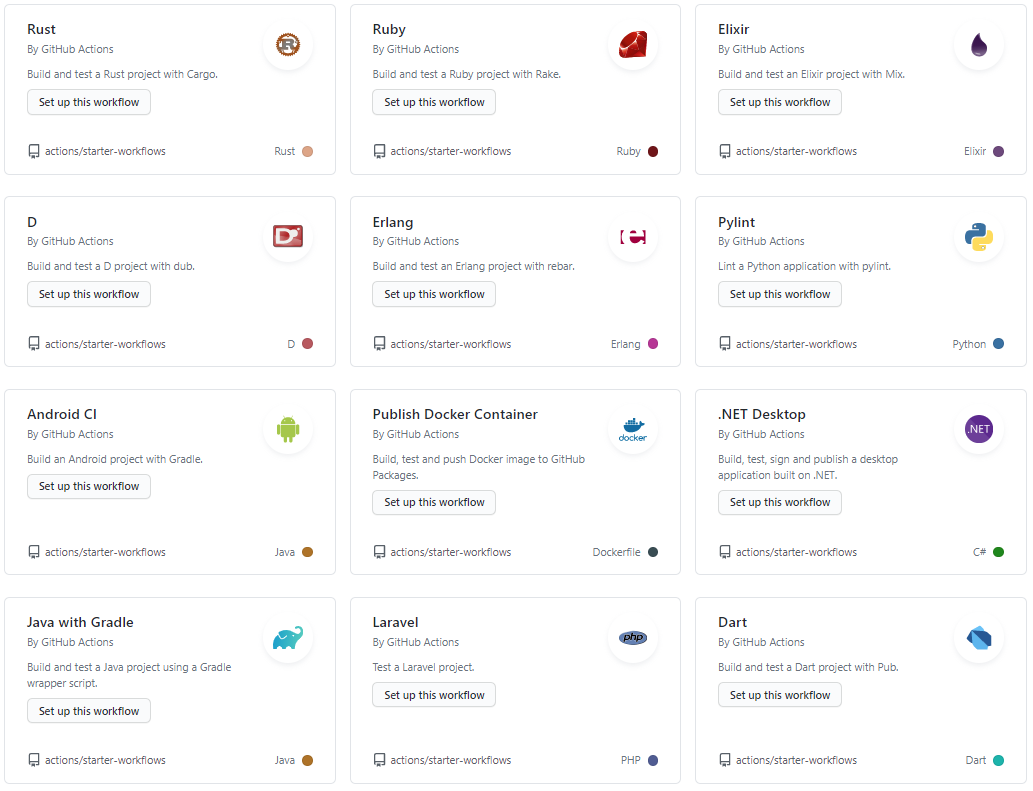 Rust
By GitHub Actions
Build and test a Rust project with Cargo.
Set up this workflow
actions/starter-workflows
Rust
Ruby
By GitHub Actions
Build and test a Ruby project with Rake.
Set up this workflow
actions/starter-workflows
Ruby
Elixir
By GitHub Actions
Build and test an Elixir project with Mix.
Set up this workflow
actions/starter-workflows
Elixir
D
By GitHub Actions
Build and test a D project with dub.
Set up this workflow
actions/starter-workflows
D
Erlang
By GitHub Actions
Build and test an Erlang project with rebar.
Set up this workflow
actions/starter-workflows
Erlang
Pylint
By GitHub Actions
Lint a Python application with pylint.
Set up this workflow
actions/starter-workflows
Python
Android CI
By GitHub Actions
Build an Android project with Gradle.
Set up this workflow
actions/starter-workflows
Java
Publish Docker Container
By GitHub Actions
docker
Build, test and push Docker image to GitHub
Packages.
Set up this workflow
actions/starter-workflows
Dockerfile
.NET Desktop
By GitHub Actions
.NET
Build, test, sign and publish a desktop
application built on .NET.
Set up this workflow
actions/starter-workflows
C#
Java with Gradle
By GitHub Actions
Build and test a Java project using a Gradle
wrapper script.
Set up this workflow
actions/starter-workflows
Java
Laravel
By GitHub Actions
php
Test a Laravel project.
Set up this workflow
actions/starter-workflows
PHP
Dart
By GitHub Actions
Build and test a Dart project with Pub.
Set up this workflow
actions/starter-workflows
Dart